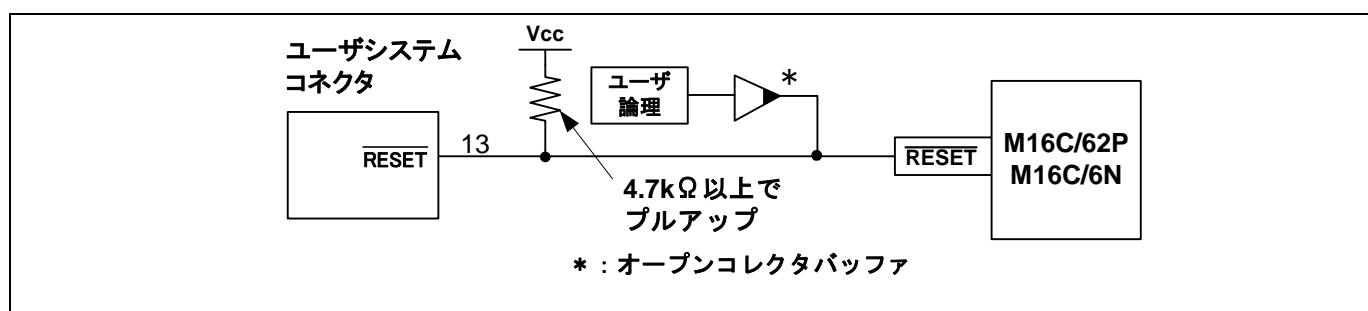 ユーザシステム
コネクタ
RESET
13
Vcc
ユーザ
論理
*
4.7kΩ以上で
プルアップ
RESET
M16C/62P
M16C/6N
*：オープンコレクタバッファ